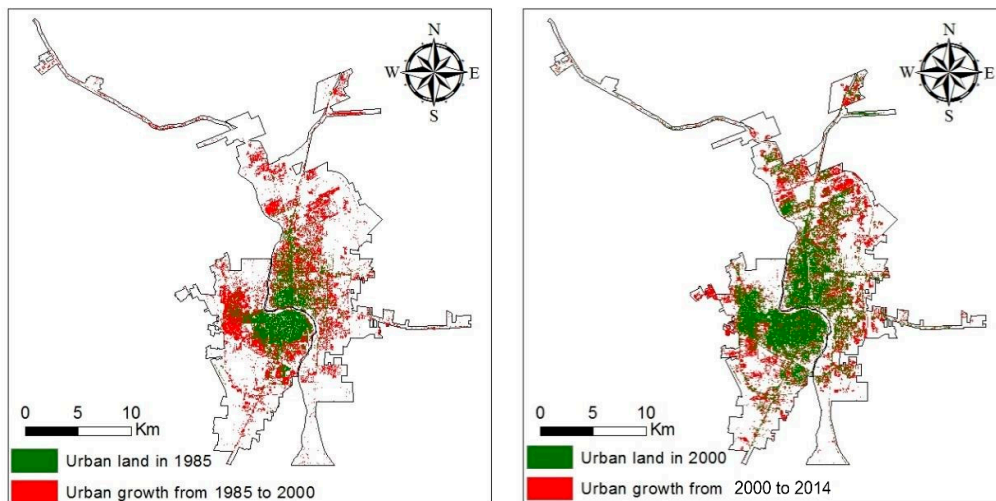 N
W E
S
0 5 10
Km
Urban land in 1985
Urban growth from 1985 to 2000
N
W E
S
0 5 10
Km
Urban land in 2000
Urban growth from 2000 to 2014